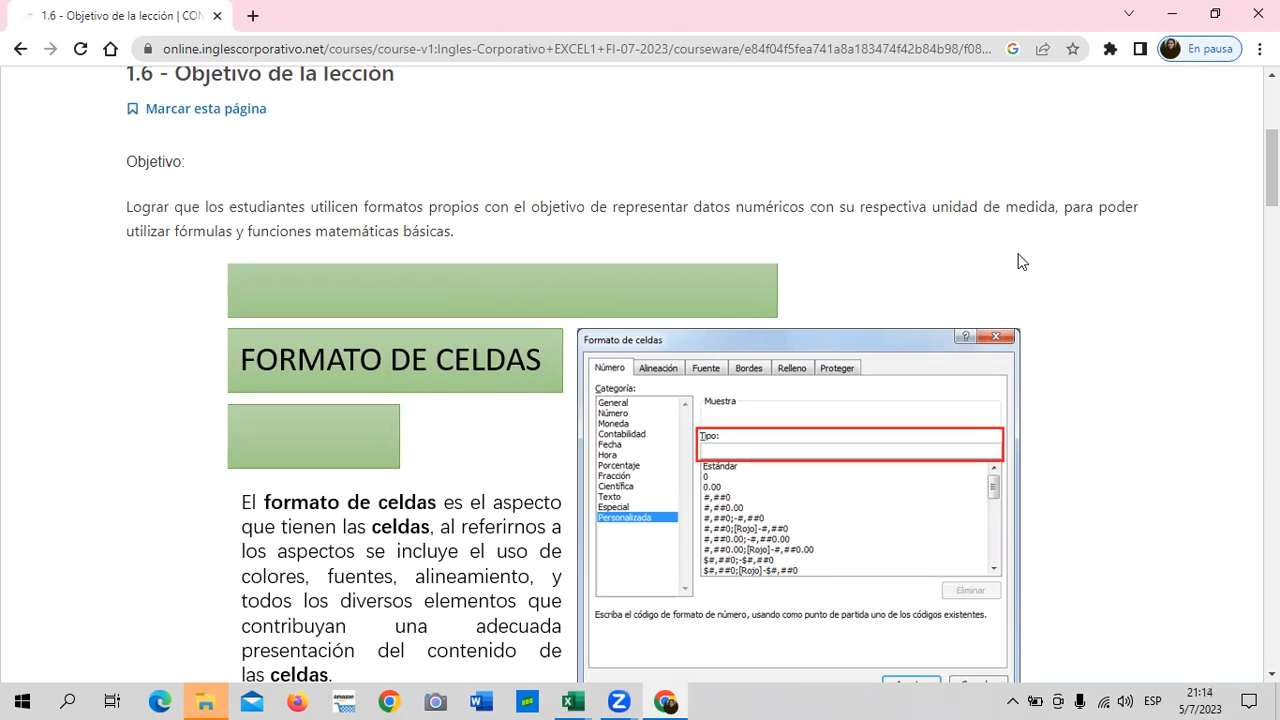 1.6 - Objetivo de la lección | CON
online.inglescorporativo.net/courses/course-v1:Ingles-Corporativo+EXCEL1+FI-07-2023/courseware/e84f04f5fea741a8a183474f42b84b98/f08...
En pausa
1.6 - Objetivo de la lección
Marcar esta página
Objetivo:
Lograr que los estudiantes utilicen formatos propios con el objetivo de representar datos numéricos con su respectiva unidad de medida, para poder
utilizar fórmulas y funciones matemáticas básicas.
FORMATO DE CELDAS
El formato de celdas es el aspecto
que tienen las celdas, al referirnos a
los aspectos se incluye el uso de
colores, fuentes, alineamiento, y
todos los diversos elementos que
contribuyan una adecuada
presentación del contenido de
las celdas.
Formato de celdas
Número Alineación Fuente Bordes Relleno Proteger
Categoría:
General
Número
Moneda
Contabilidad
Fecha
Hora
Porcentaje
Fracción
Científica
Texto
Especial
Personalizada
Muestra
Tipo:
Estándar
0
0.00
#,##0
#,##0.00
#,##0;-#,##0
#,##0;[Rojo]-#,##0
#,##0.00;-#,##0.00
#,##0.00;[Rojo]-#,##0.00
$#,##0;-$#,##0
$#,##0;[Rojo]-$#,##0
Eliminar
Escriba el código de formato de número, usando como punto de partida uno de los códigos existentes.
amazon
ESP
21:14
5/7/2023